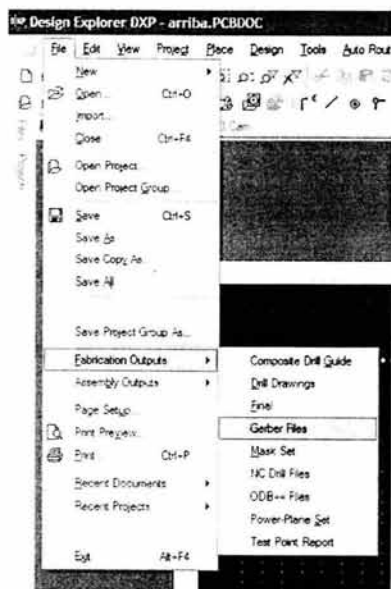 Design Explorer DXP - arriba.PCBDOC
File Edit View Project Place Design Tools Auto Rout
New
Open... Ctrl+O
Import...
Close Ctrl+F4
Open Project...
Open Project Group...
Save Ctrl+S
Save As...
Save Copy As...
Save All
Save Project Group As...
Fabrication Outputs
Assembly Outputs
Page Setup...
Print Preview...
Print... Ctrl+P
Recent Documents
Recent Projects
Exit Alt+F4
Composite Drill Guide
Drill Drawings
Final
Gerber Files
Mask Set
NC Drill Files
ODB++ Files
Power-Plane Set
Test Point Report